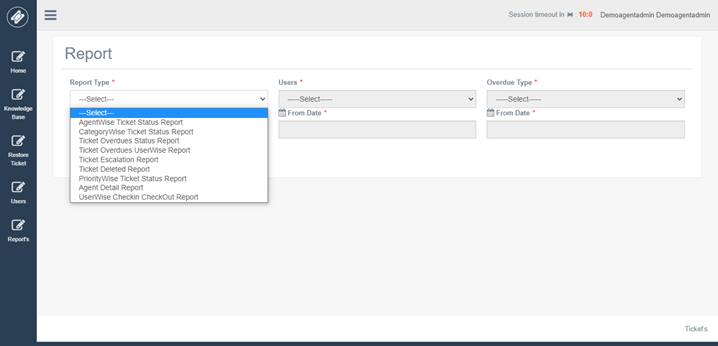 Session timeout in : 10:0 Demoagentadmin Demoagentadmin
Home
Knowledge
Base
Restore
Ticket
Users
Report's
Report
Report Type * Users * Overdue Type *
---Select--- -----Select----- -----Select-----
---Select---
AgentWise Ticket Status Report
CategoryWise Ticket Status Report
Ticket Overdues Status Report
Ticket Overdues UserWise Report
Ticket Escalation Report
Ticket Deleted Report
PriorityWise Ticket Status Report
Agent Detail Report
UserWise Checkin CheckOut Report
From Date * From Date *
Ticket's